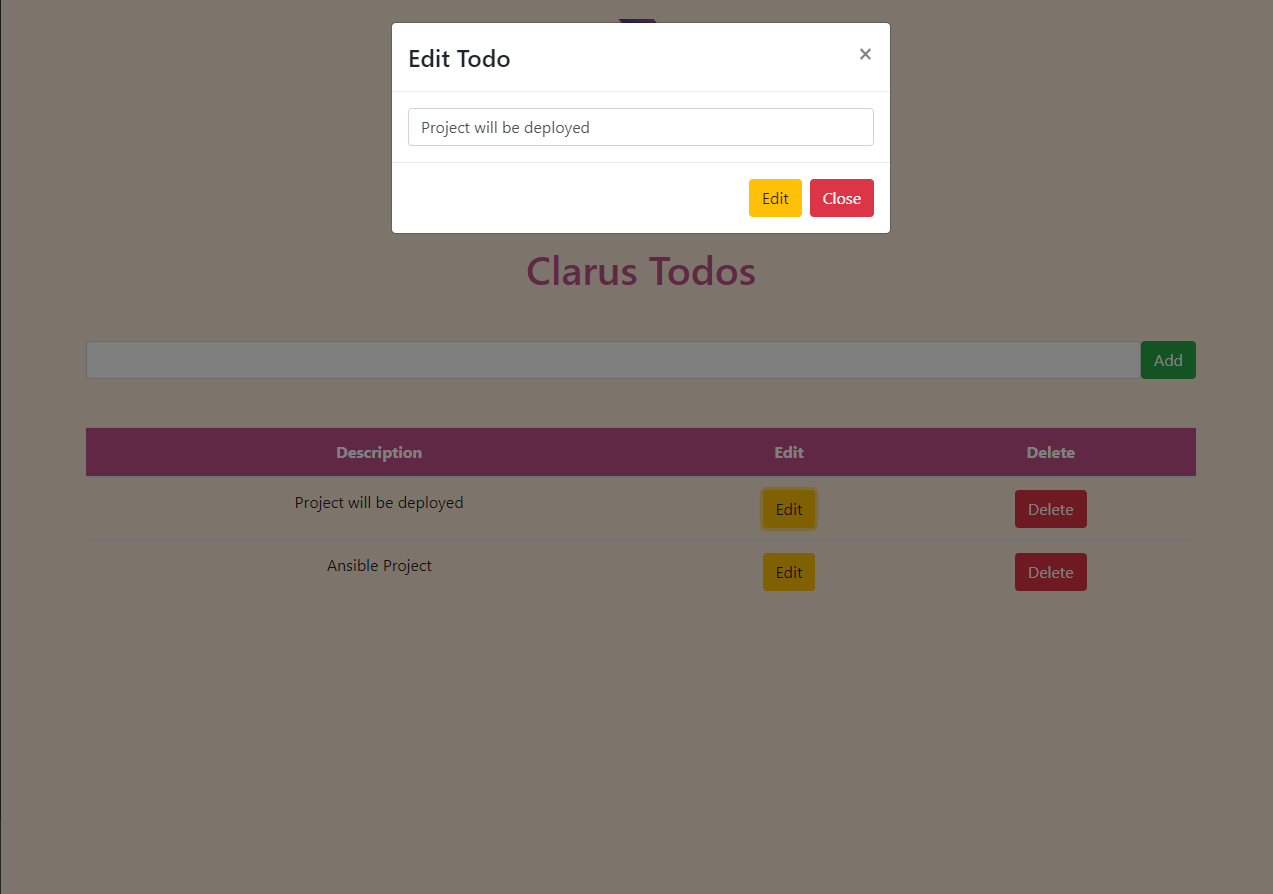 Edit Todo
×
Project will be deployed
Edit Close
Clarus Todos
Add
Description Edit Delete
Project will be deployed Edit Delete
Ansible Project Edit Delete